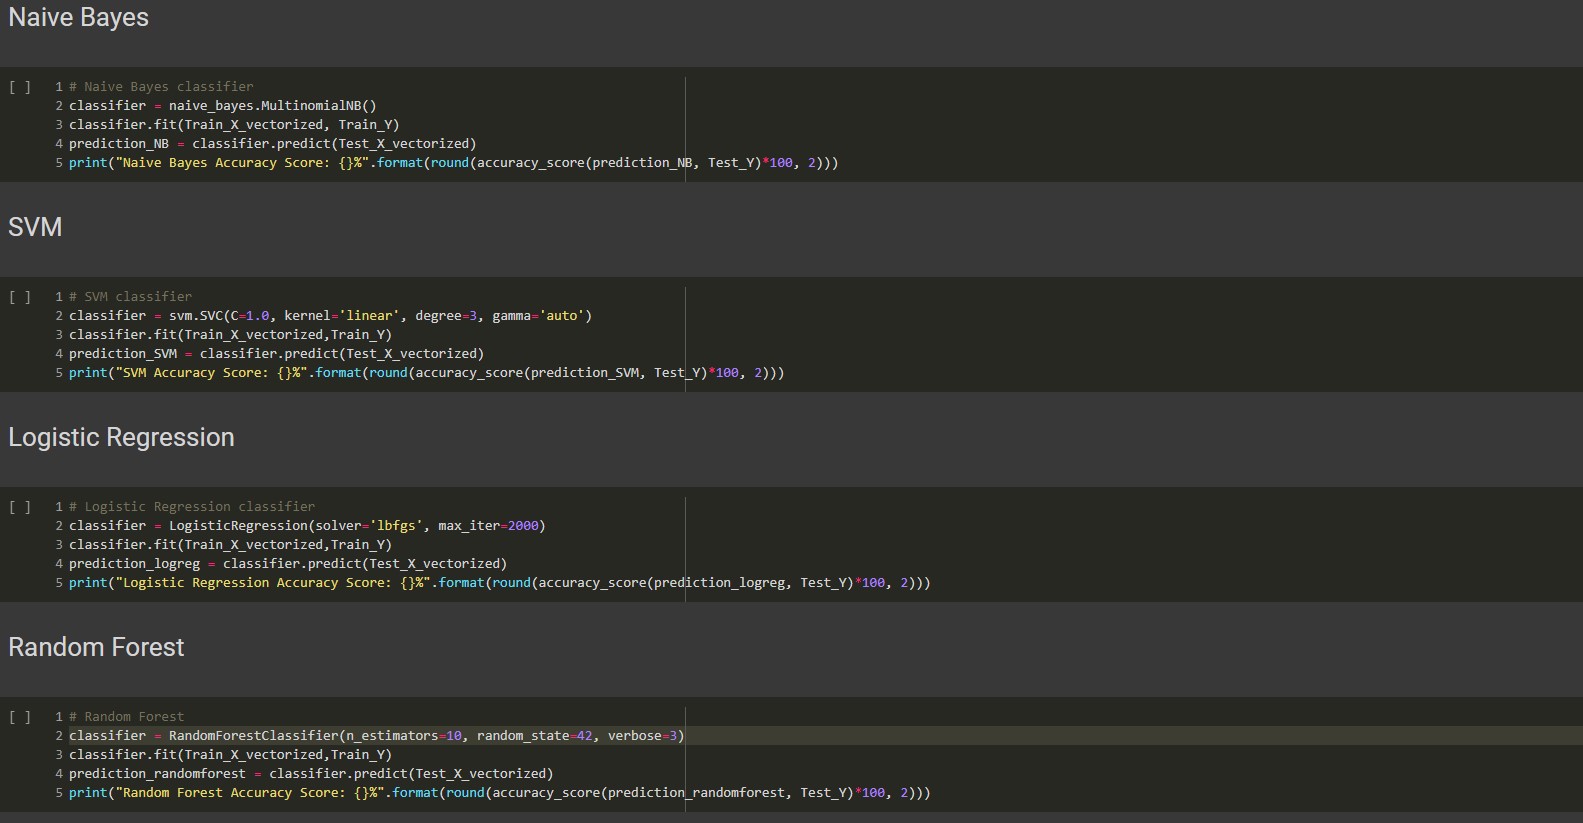 Naive Bayes
[ ] 1 # Naive Bayes classifier
2 classifier = naive_bayes.MultinomialNB()
3 classifier.fit(Train_X_vectorized, Train_Y)
4 prediction_NB = classifier.predict(Test_X_vectorized)
5 print("Naive Bayes Accuracy Score: {}%".format(round(accuracy_score(prediction_NB, Test_Y)*100, 2)))
SVM
[ ] 1 # SVM classifier
2 classifier = svm.SVC(C=1.0, kernel='linear', degree=3, gamma='auto')
3 classifier.fit(Train_X_vectorized,Train_Y)
4 prediction_SVM = classifier.predict(Test_X_vectorized)
5 print("SVM Accuracy Score: {}%".format(round(accuracy_score(prediction_SVM, Test_Y)*100, 2)))
Logistic Regression
[ ] 1 # Logistic Regression classifier
2 classifier = LogisticRegression(solver='lbfgs', max_iter=2000)
3 classifier.fit(Train_X_vectorized,Train_Y)
4 prediction_logreg = classifier.predict(Test_X_vectorized)
5 print("Logistic Regression Accuracy Score: {}%".format(round(accuracy_score(prediction_logreg, Test_Y)*100, 2)))
Random Forest
[ ] 1 # Random Forest
2 classifier = RandomForestClassifier(n_estimators=10, random_state=42, verbose=3)
3 classifier.fit(Train_X_vectorized,Train_Y)
4 prediction_randomforest = classifier.predict(Test_X_vectorized)
5 print("Random Forest Accuracy Score: {}%".format(round(accuracy_score(prediction_randomforest, Test_Y)*100, 2)))